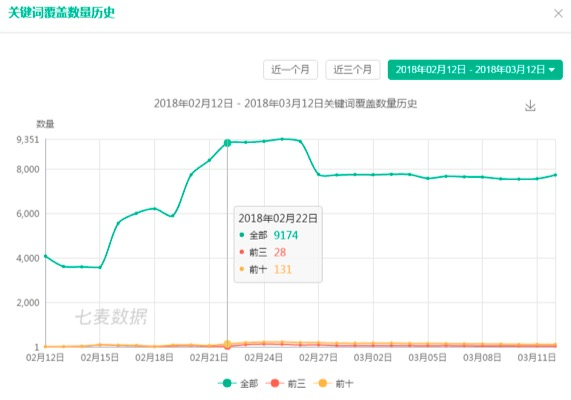 关键词覆盖数量历史
近一个月 近三个月 2018年02月12日 - 2018年03月12日
2018年02月12日 - 2018年03月12日关键词覆盖数量历史
数量
9,351
8,000
6,000
4,000
2,000
1
2018年02月22日
全部 9174
前三 28
前十 131
七麦数据
02月12日 02月15日 02月18日 02月21日 02月24日 02月27日 03月02日 03月05日 03月08日 03月11日
全部 前三 前十